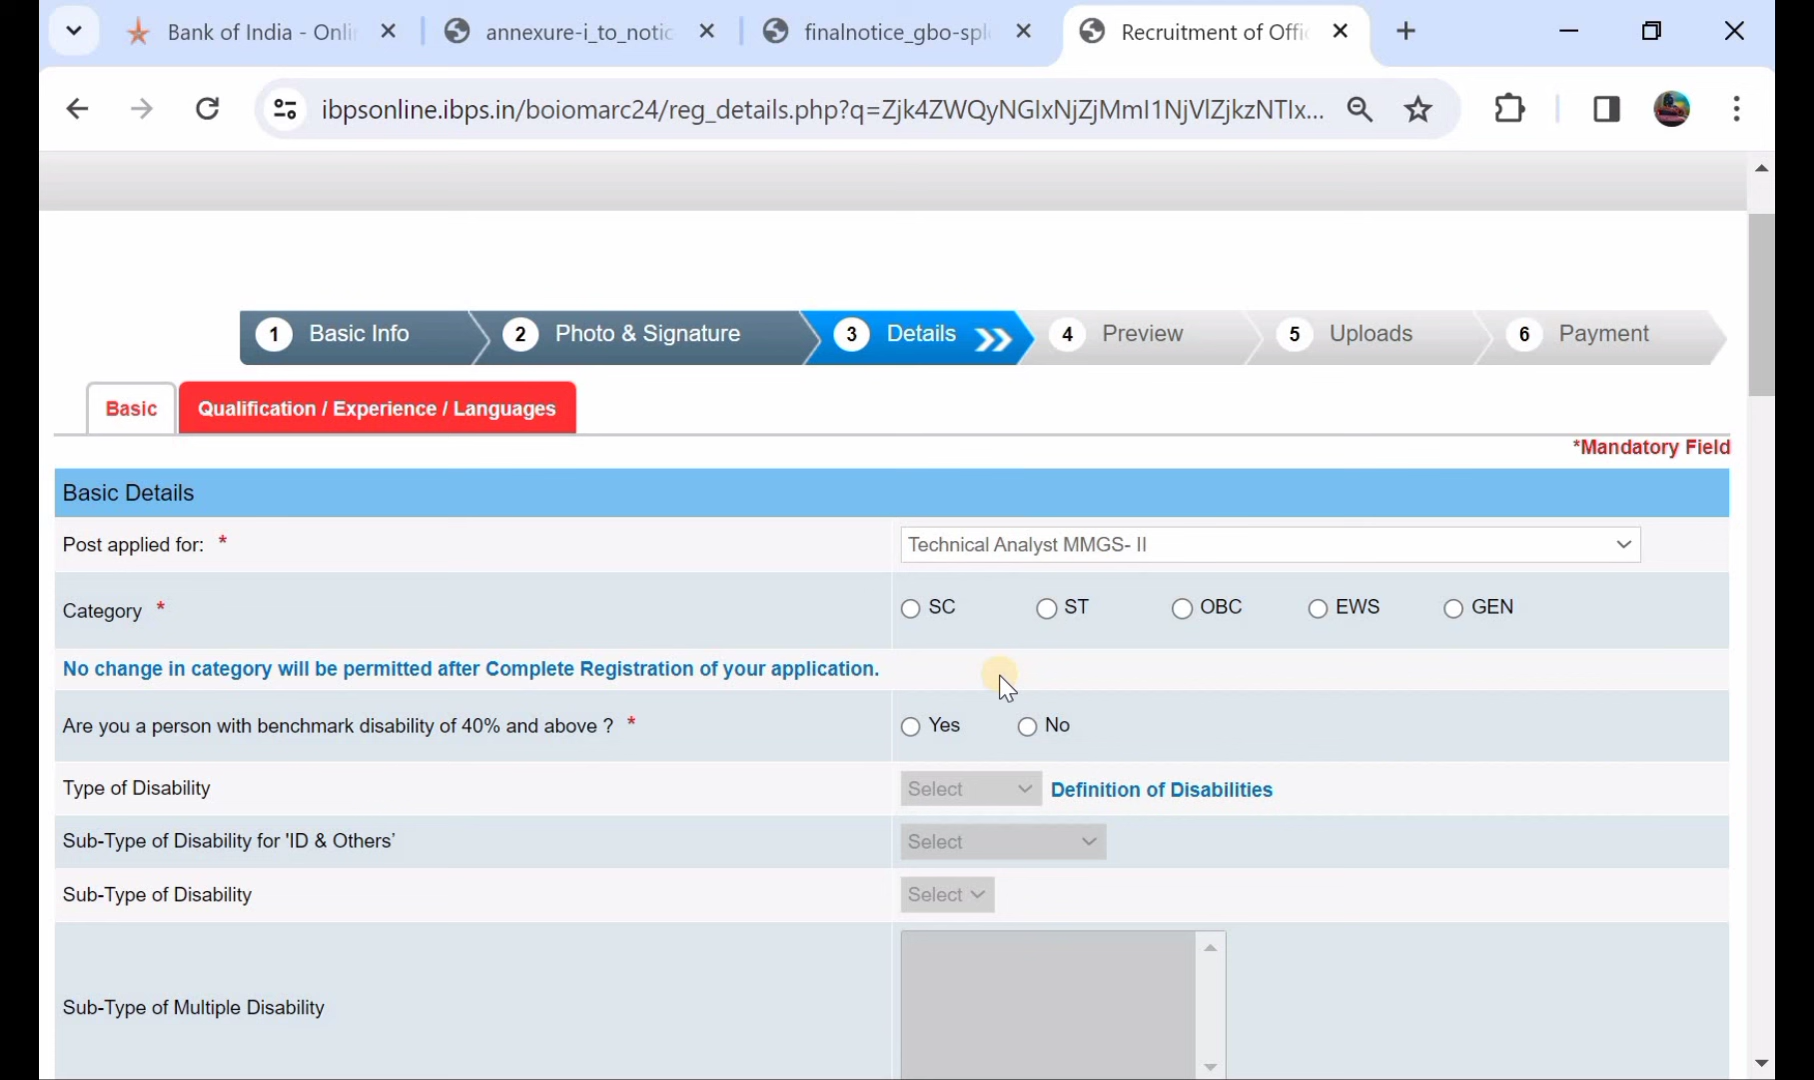 Bank of India - Onli
annexure-i_to_notic
finalnotice_gbo-spl
Recruitment of Offi
ibpsonline.ibps.in/boiomarc24/reg_details.php?q=Zjk4ZWQyNGIxNjZjMmI1NjVlZjkzNTIx...
1 Basic Info
2 Photo & Signature
3 Details
4 Preview
5 Uploads
6 Payment
Basic
Qualification / Experience / Languages
*Mandatory Field
Basic Details
Post applied for: * Technical Analyst MMGS- II
Category * SC ST OBC EWS GEN
No change in category will be permitted after Complete Registration of your application.
Are you a person with benchmark disability of 40% and above ? * Yes No
Type of Disability Select Definition of Disabilities
Sub-Type of Disability for 'ID & Others’ Select
Sub-Type of Disability Select
Sub-Type of Multiple Disability